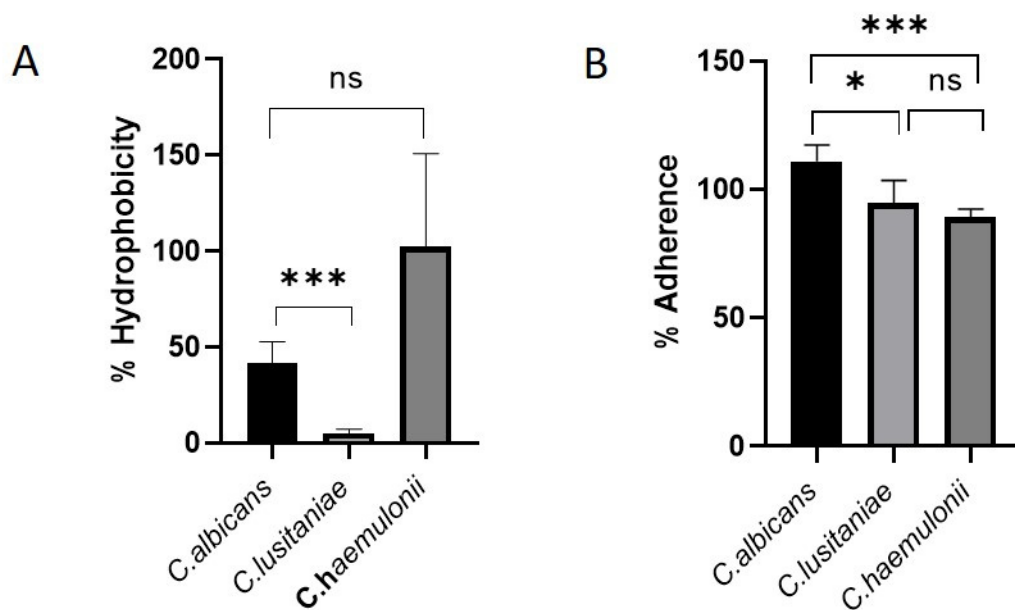 A
% Hydrophobicity
200
150
100
50
0
ns
***
C.albicans
C.lusitaniae
C.haemulonii
B
% Adherence
150
100
50
0
***
*
ns
C.albicans
C.lusitaniae
C.haemulonii